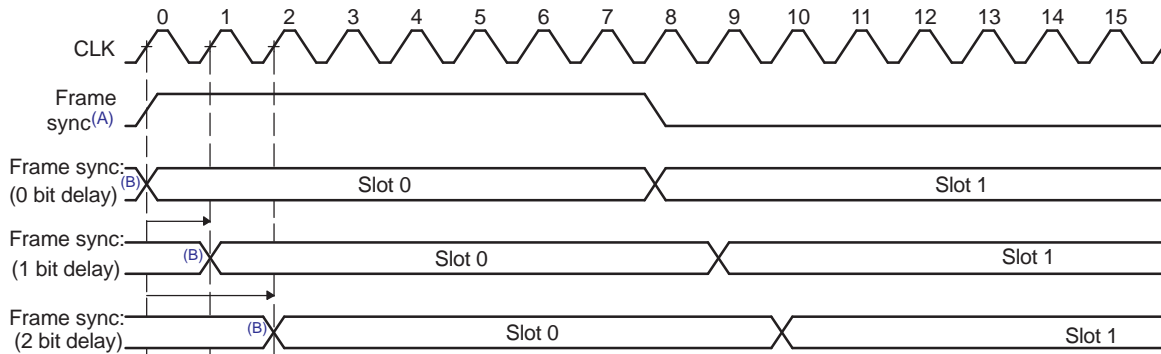 0 1 2 3 4 5 6 7 8 9 10 11 12 13 14 15
CLK
Frame
sync(A)
Frame sync:
(0 bit delay)
(B)
Slot 0
Slot 1
Frame sync:
(1 bit delay)
(B)
Slot 0
Slot 1
Frame sync:
(2 bit delay)
(B)
Slot 0
Slot 1